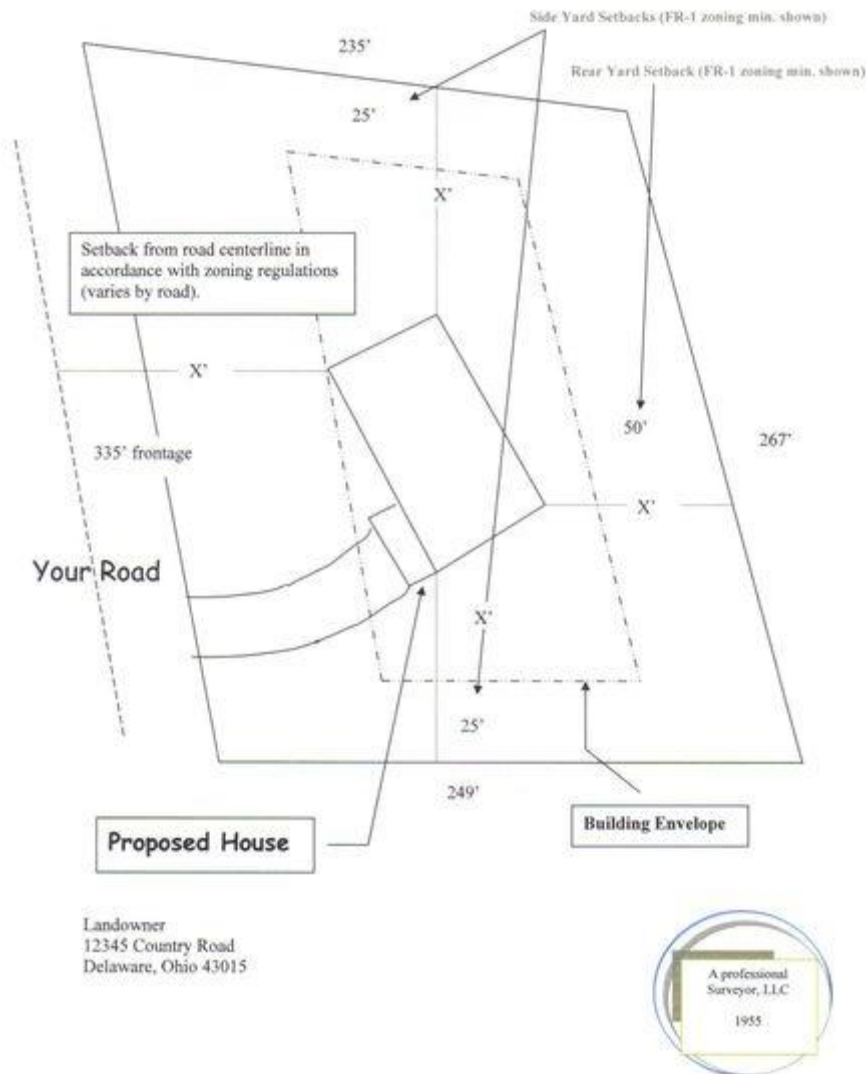 Side Yard Setbacks (FR-1 zoning min. shown)
235'
Rear Yard Setback (FR-1 zoning min. shown)
25'
X'
Setback from road centerline in
accordance with zoning regulations
(varies by road).
X'
50'
267'
335' frontage
X'
Your Road
X'
25'
249'
Building Envelope
Proposed House
Landowner
12345 Country Road
Delaware, Ohio 43015
A professional
Surveyor, LLC
1955